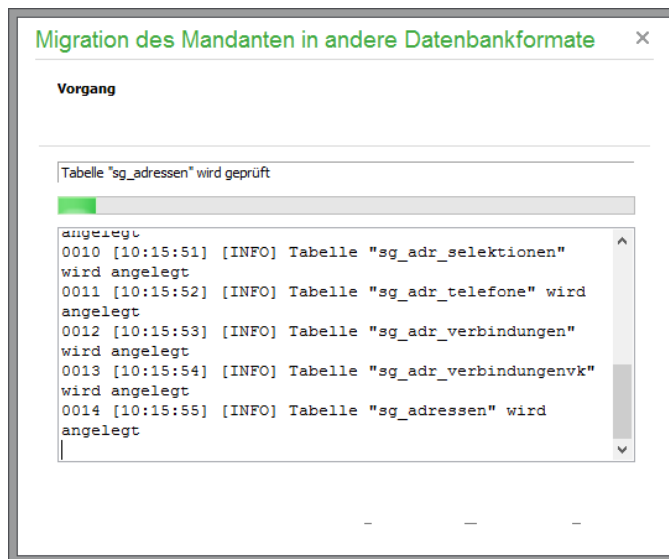 Migration des Mandanten in andere Datenbankformate
Vorgang
Tabelle "sg_adressen" wird geprüft
angelegt
0010 [10:15:51] [INFO] Tabelle "sg_adr_selektionen"
wird angelegt
0011 [10:15:52] [INFO] Tabelle "sg_adr_telefone" wird
angelegt
0012 [10:15:53] [INFO] Tabelle "sg_adr_verbindungen"
wird angelegt
0013 [10:15:54] [INFO] Tabelle "sg_adr_verbindungenvk"
wird angelegt
0014 [10:15:55] [INFO] Tabelle "sg_adressen" wird
angelegt